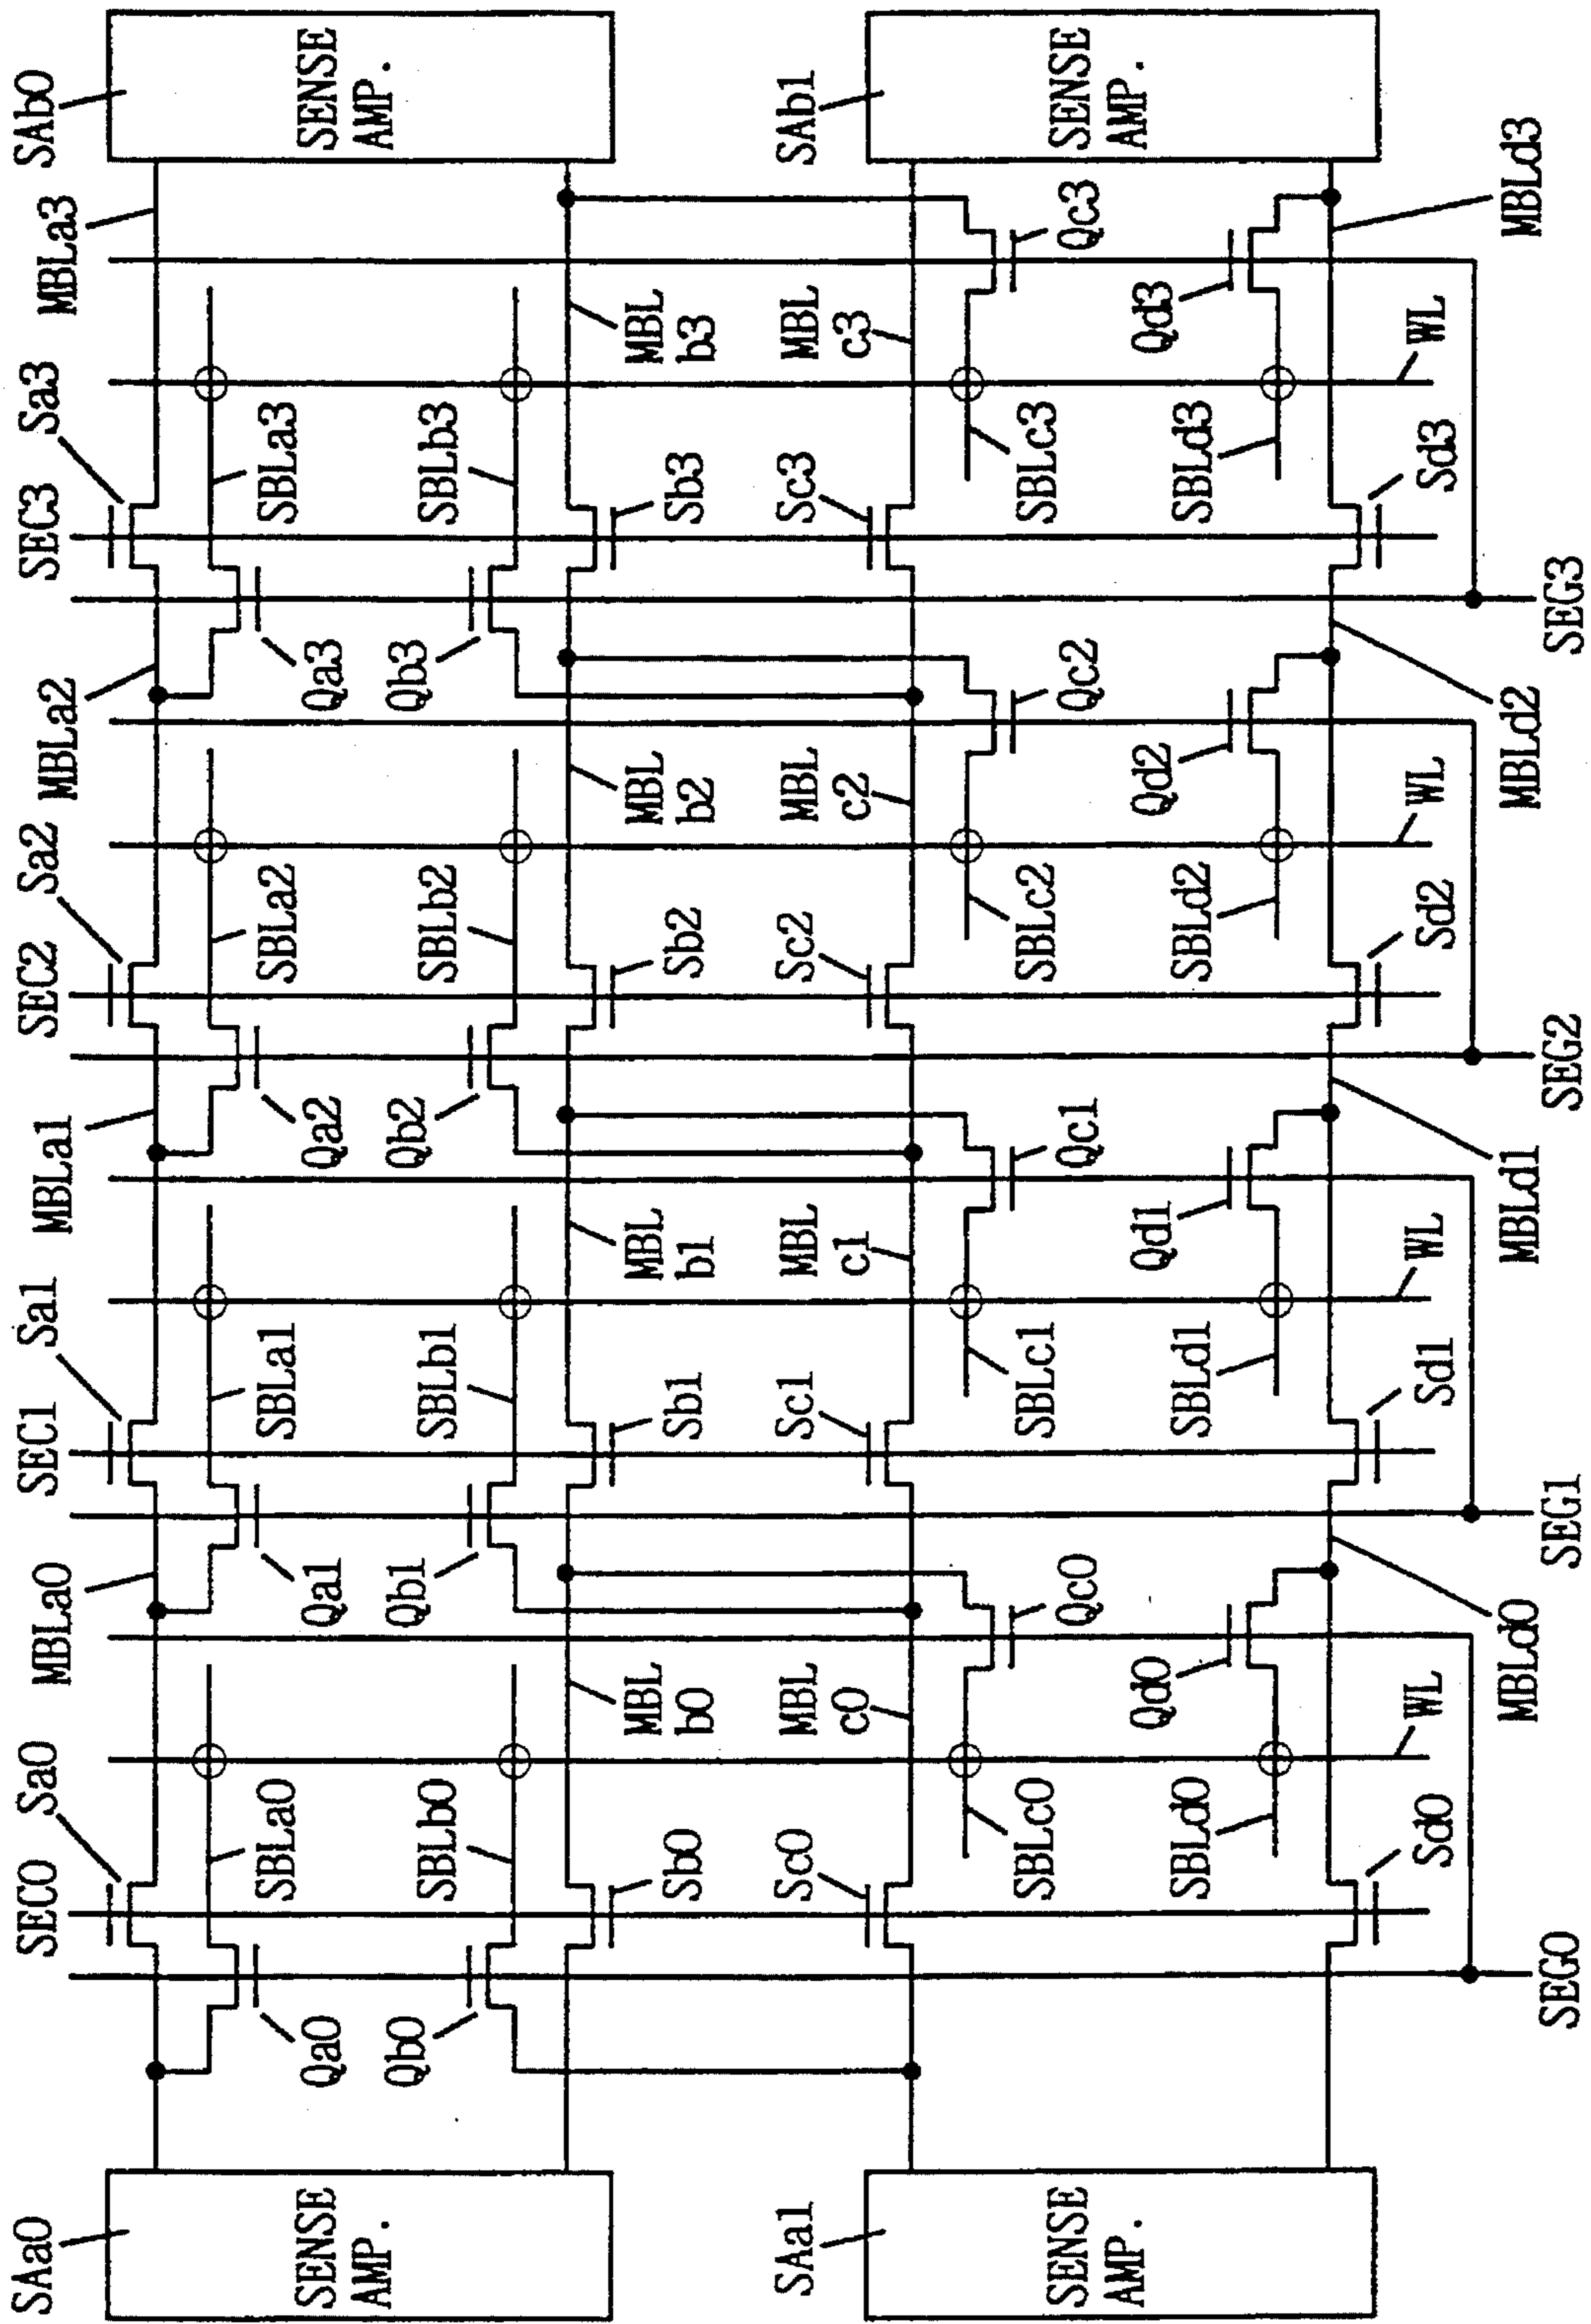 SAb0
SENSE
AMP.
SAb1
SENSE
AMP.
MBLa3
MBL
b3
MBL
c3
Qc3
Qd3
MBLd3
WL
Sa3
SEC3
SBLa3
SBLb3
Sb3
Sc3
SBLc3
SBLd3
Sd3
SEG3
Qa3
Qb3
MBLa2
MBL
b2
MBL
c2
Qc2
Qd2
MBLd2
WL
Sa2
SEC2
SBLa2
SBLb2
Sb2
Sc2
SBLc2
SBLd2
Sd2
SEG2
Qa2
Qb2
MBLa1
MBL
b1
MBL
c1
Qc1
Qd1
MBLd1
WL
Sa1
SEC1
SBLa1
SBLb1
Sb1
Sc1
SBLc1
SBLd1
Sd1
SEG1
Qa1
Qb1
MBLa0
MBL
b0
MBL
c0
Qc0
Qd0
MBLd0
WL
Sa0
SEC0
SBLa0
SBLb0
Sb0
Sc0
SBLc0
SBLd0
Sd0
SEG0
Qa0
Qb0
SAa0
SENSE
AMP.
SAa1
SENSE
AMP.